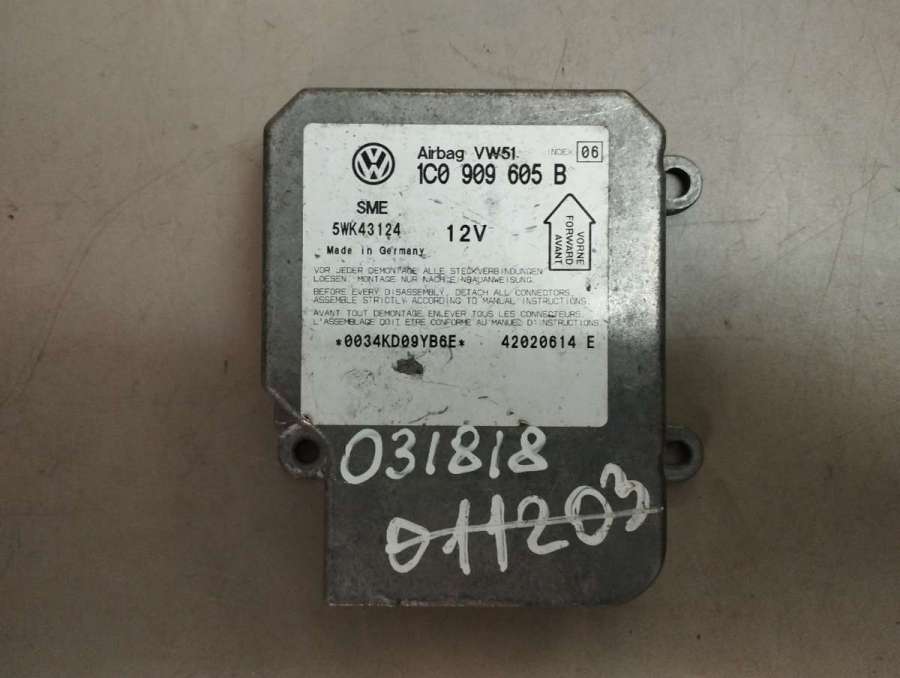 Airbag VW51 INDEX 06
1C0 909 605 B
SME
5WK43124 12V
Made in Germany
VORNE
FORWARD
AVANT
VOR JEDER DEMONTAGE ALLE STECKVERBINDUNGEN
LOESEN. MONTAGE NUR NACH EINBAUANWEISUNG.
BEFORE EVERY DISASSEMBLY, DETACH ALL CONNECTORS.
ASSEMBLE STRICTLY ACCORDING TO MANUAL INSTRUCTIONS.
AVANT TOUT DEMONTAGE ENLEVER TOUS LES CONNECTEURS.
L'ASSEMBLAGE DOIT ETRE CONFORME AU MANUEL D'INSTRUCTIONS
*0034KD09YB6E* 42020614 E
031818
011203